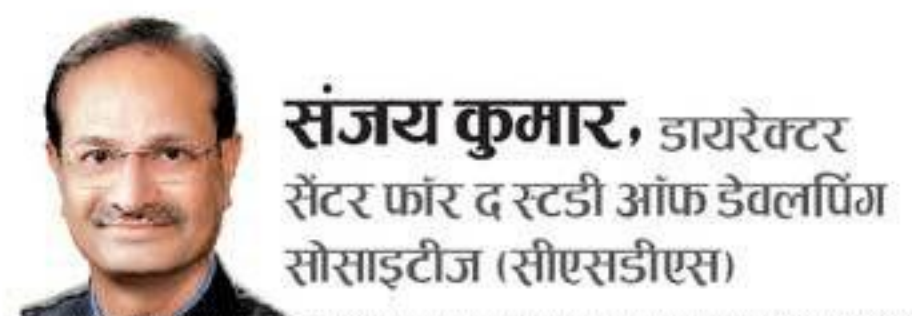 संजय कुमार, डायरेक्टर
सेंटर फॉर द स्टडी ऑफ डेवलपिंग
सोसाइटीज (सीएसडीएस)